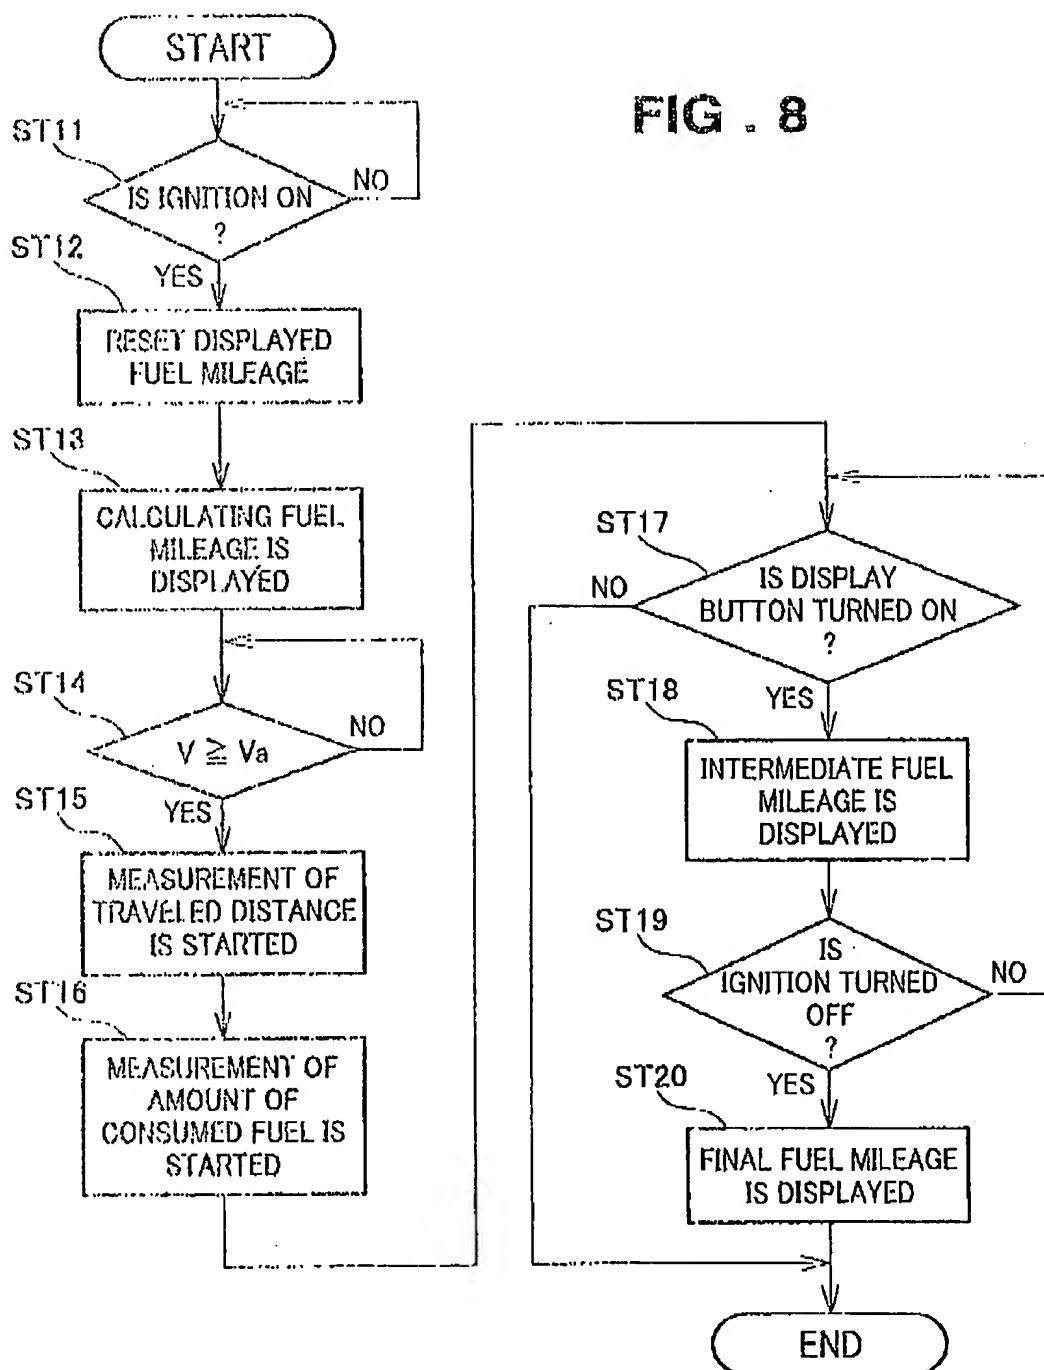 START
FIG . 8
ST11
IS IGNITION ON
?
NO
YES
ST12
RESET DISPLAYED
FUEL MILEAGE
ST13
CALCULATING FUEL
MILEAGE IS
DISPLAYED
ST14
V ≧ Va
NO
YES
ST15
MEASUREMENT OF
TRAVELED DISTANCE
IS STARTED
ST16
MEASUREMENT OF
AMOUNT OF
CONSUMED FUEL IS
STARTED
ST17
IS DISPLAY
BUTTON TURNED ON
?
NO
YES
ST18
INTERMEDIATE FUEL
MILEAGE IS
DISPLAYED
ST19
IS
IGNITION TURNED
OFF
?
NO
YES
ST20
FINAL FUEL MILEAGE
IS DISPLAYED
END